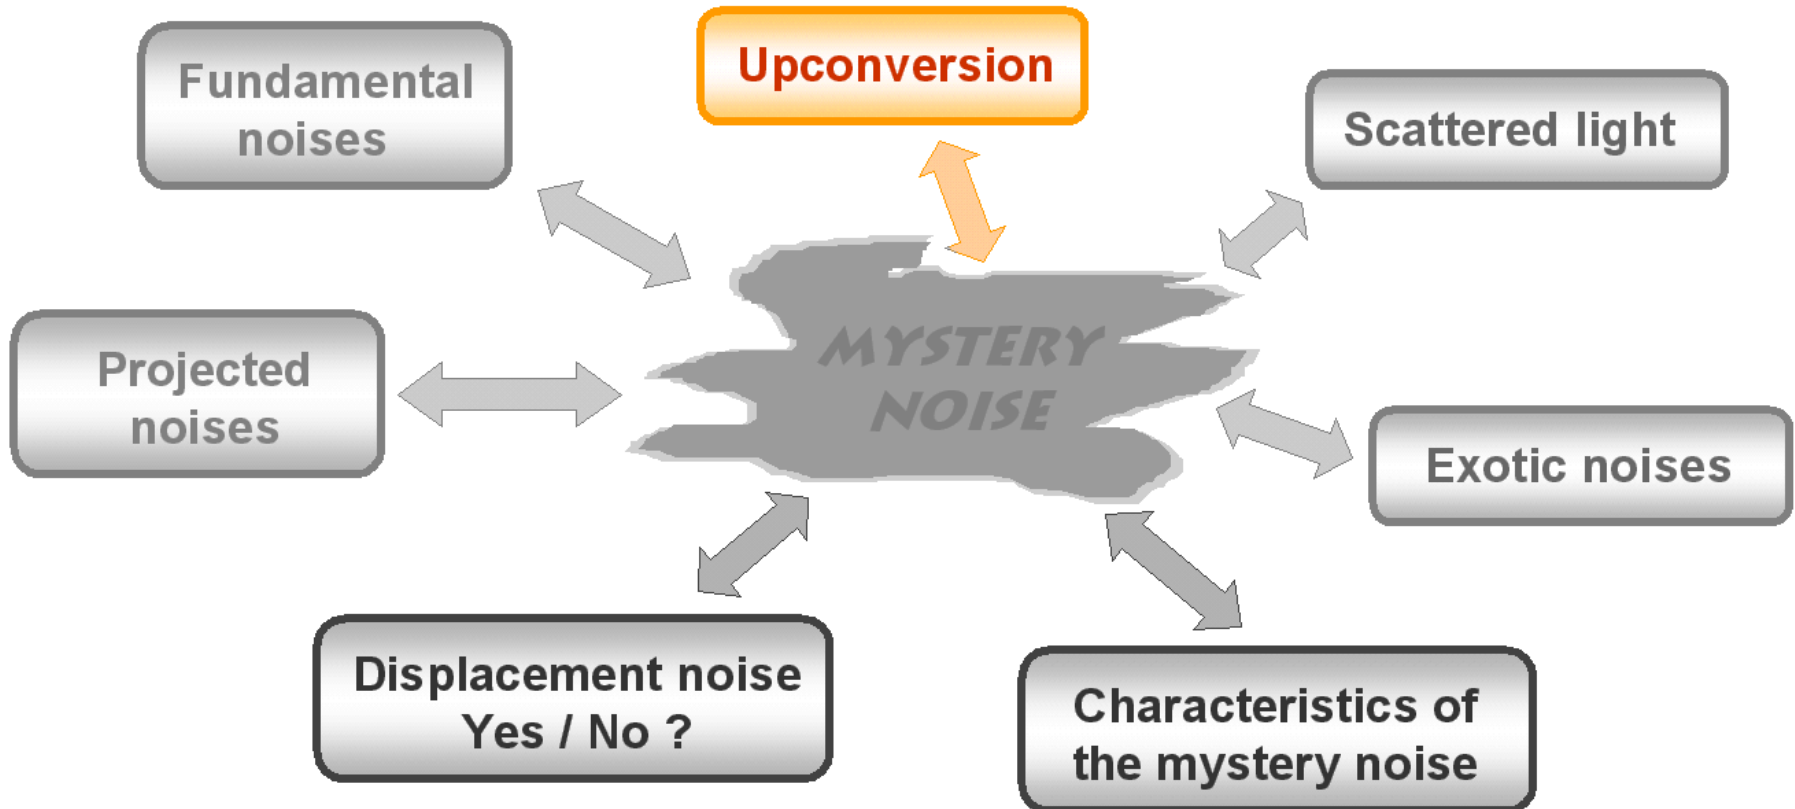 Fundamental
noises
Upconversion
Scattered light
MYSTERY
NOISE
Projected
noises
Exotic noises
Displacement noise
Yes / No ?
Characteristics of
the mystery noise